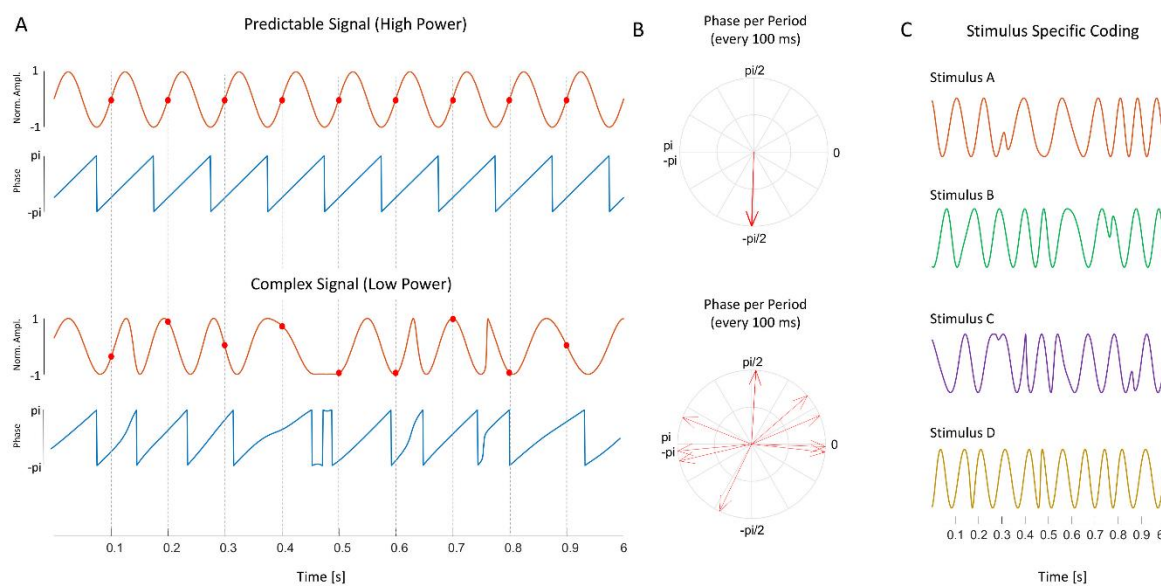 A
Predictable Signal (High Power)
Norm. Ampl.
1
-1
Phase
pi
-pi
Complex Signal (Low Power)
Norm. Ampl.
1
-1
Phase
pi
-pi
0.1 0.2 0.3 0.4 0.5 0.6 0.7 0.8 0.9 6
Time [s]
B
Phase per Period
(every 100 ms)
pi/2
pi
-pi
0
-pi/2
Phase per Period
(every 100 ms)
pi/2
pi
-pi
0
-pi/2
C
Stimulus Specific Coding
Stimulus A
Stimulus B
Stimulus C
Stimulus D
0.1 0.2 0.3 0.4 0.5 0.6 0.7 0.8 0.9 6
Time [s]